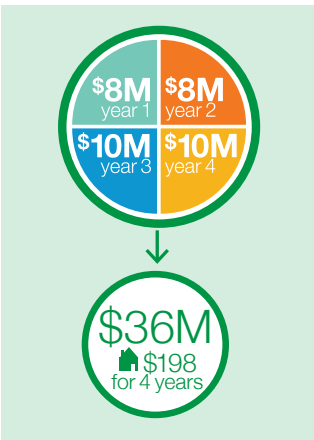 $8M
year 1
$8M
year 2
$10M
year 3
$10M
year 4
$36M
$198
for 4 years